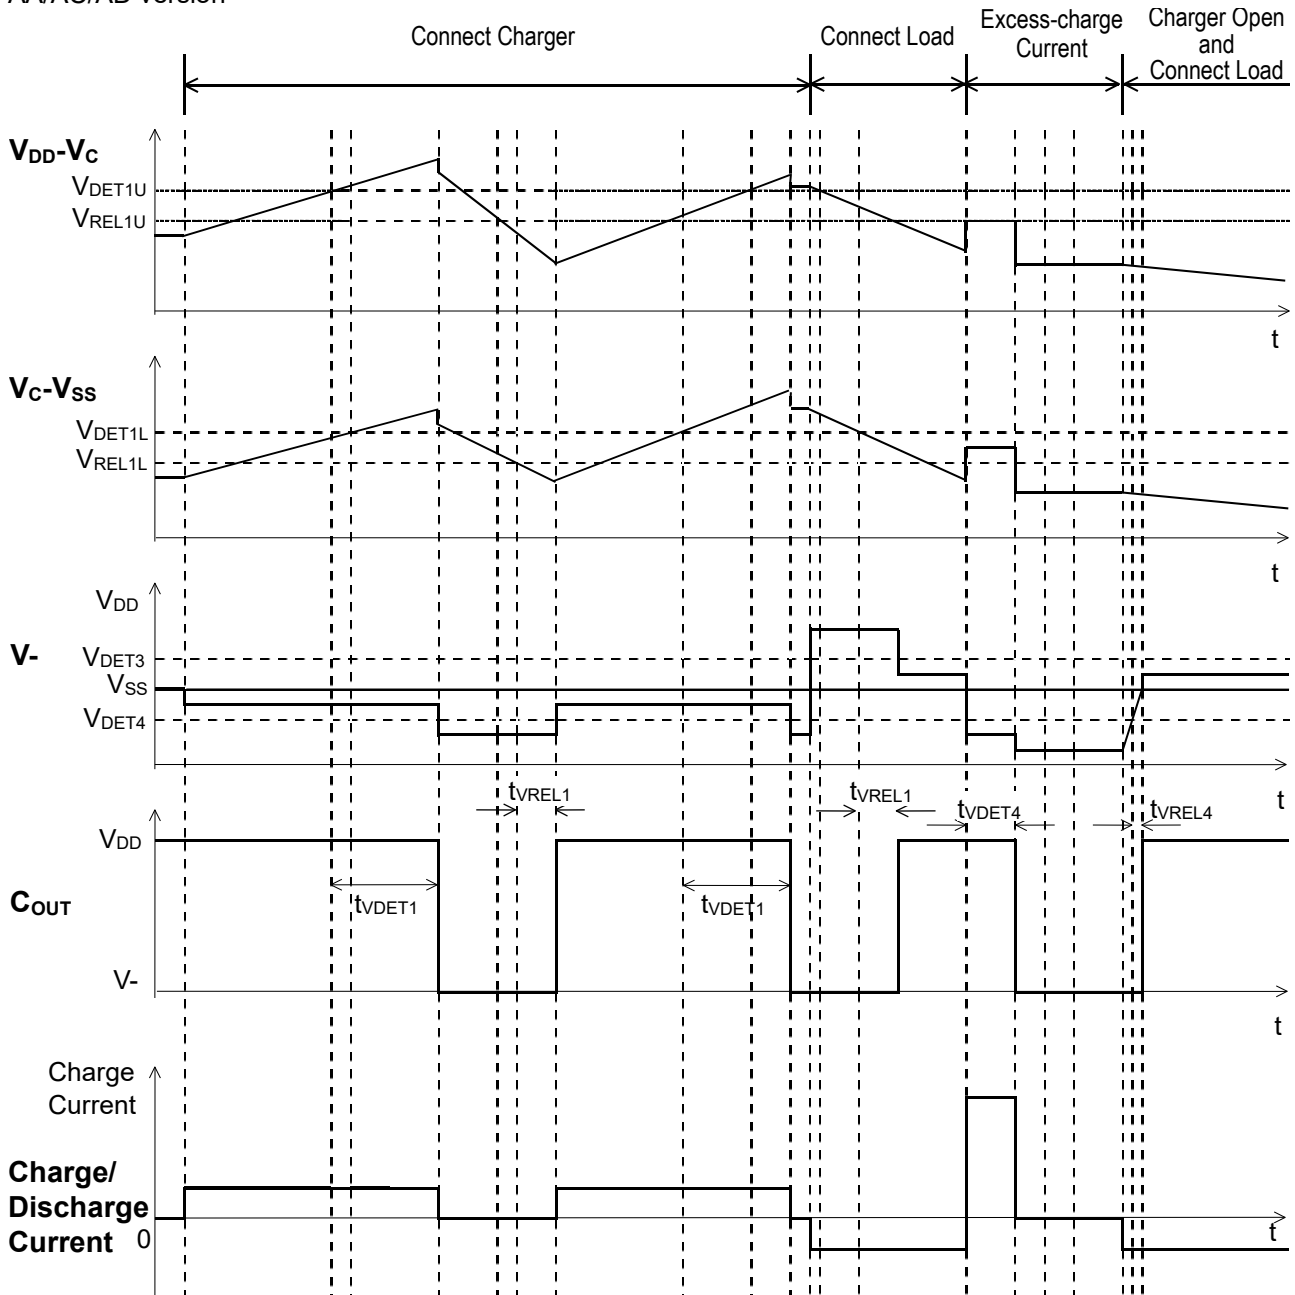 AA/AC/AD Version
Connect Charger
Connect Load
Excess-charge
Current
Charger Open
and
Connect Load
VDD-VC
VDET1U
VREL1U
t
VC-VSS
VDET1L
VREL1L
t
VDD
V-
VDET3
VSS
VDET4
t
tVREL1
tVREL1
tVDET4
tVREL4
VDD
COUT
tVDET1
tVDET1
V-
t
Charge
Current
Charge/
Discharge
Current
0
t